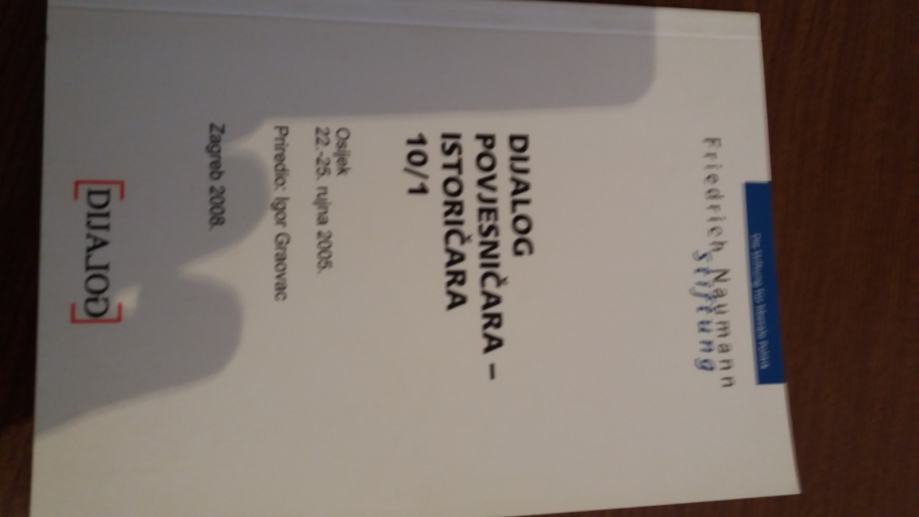 Die Stiftung für liberale Politik
Friedrich Naumann
Stiftung
DIJALOG
POVJESNIČARA –
ISTORIČARA
10/1
Osijek
22.-25. rujna 2005.
Priredio: Igor Graovac
Zagreb 2008.
[DIJALOG]